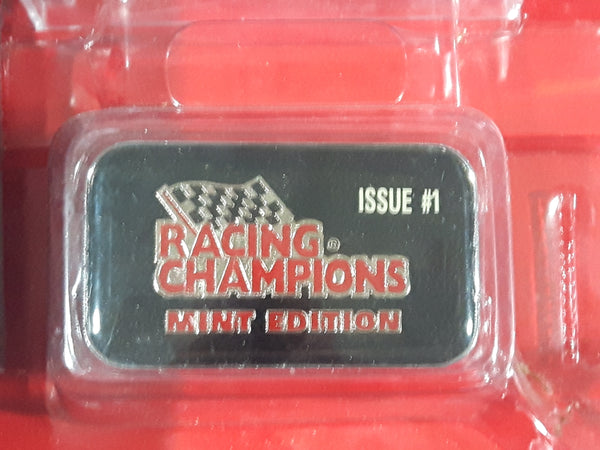 ISSUE #1
RACING®
CHAMPIONS
MINT EDITION